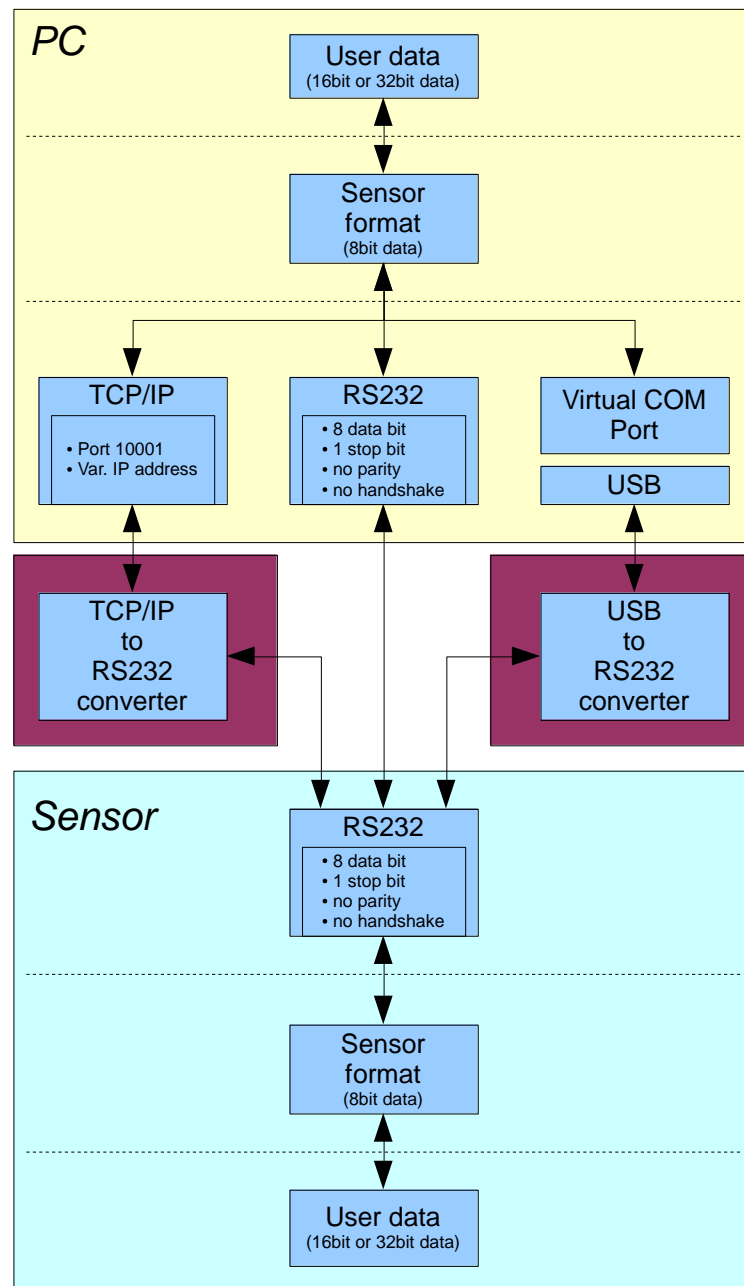 PC
User data
(16bit or 32bit data)
Sensor
format
(8bit data)
TCP/IP
• Port 10001
• Var. IP address
RS232
• 8 data bit
• 1 stop bit
• no parity
• no handshake
Virtual COM
Port
USB
TCP/IP
to
RS232
converter
USB
to
RS232
converter
Sensor
RS232
• 8 data bit
• 1 stop bit
• no parity
• no handshake
Sensor
format
(8bit data)
User data
(16bit or 32bit data)